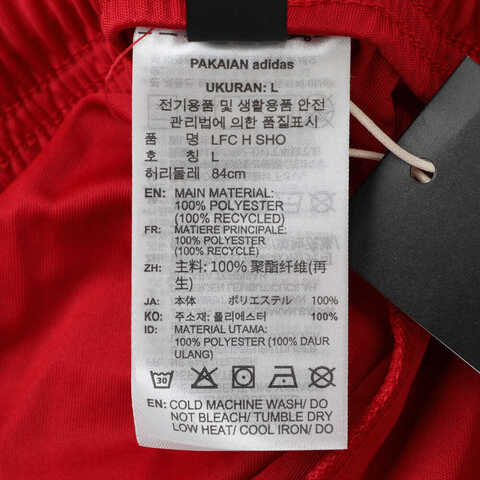 PAKAIAN adidas
UKURAN: L
전기용품 및 생활용품 안전
관리법에 의한 품질표시
품 명 LFC H SHO
호 칭 L
허리둘레 84cm
EN: MAIN MATERIAL:
100% POLYESTER
(100% RECYCLED)
FR: MATIERE PRINCIPALE:
100% POLYESTER
(100% RECYCLÉ)
ZH: 主料: 100% 聚酯纤维(再
生)
JA: 本体 ポリエステル 100%
KO: 주소재: 폴리에스터 100%
ID: MATERIAL UTAMA:
100% POLYESTER (100% DAUR
ULANG)
30
EN: COLD MACHINE WASH/ DO
NOT BLEACH/ TUMBLE DRY
LOW HEAT/ COOL IRON/ DO